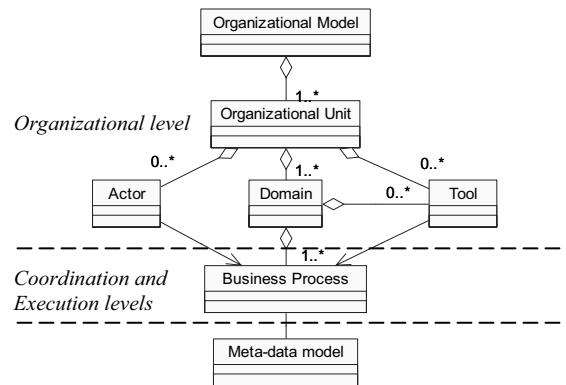 Organizational Model
1..*
Organizational level
Organizational Unit
0..*
1..*
0..*
Actor
Domain
0..*
Tool
1..*
Coordination and
Execution levels
Business Process
Meta-data model